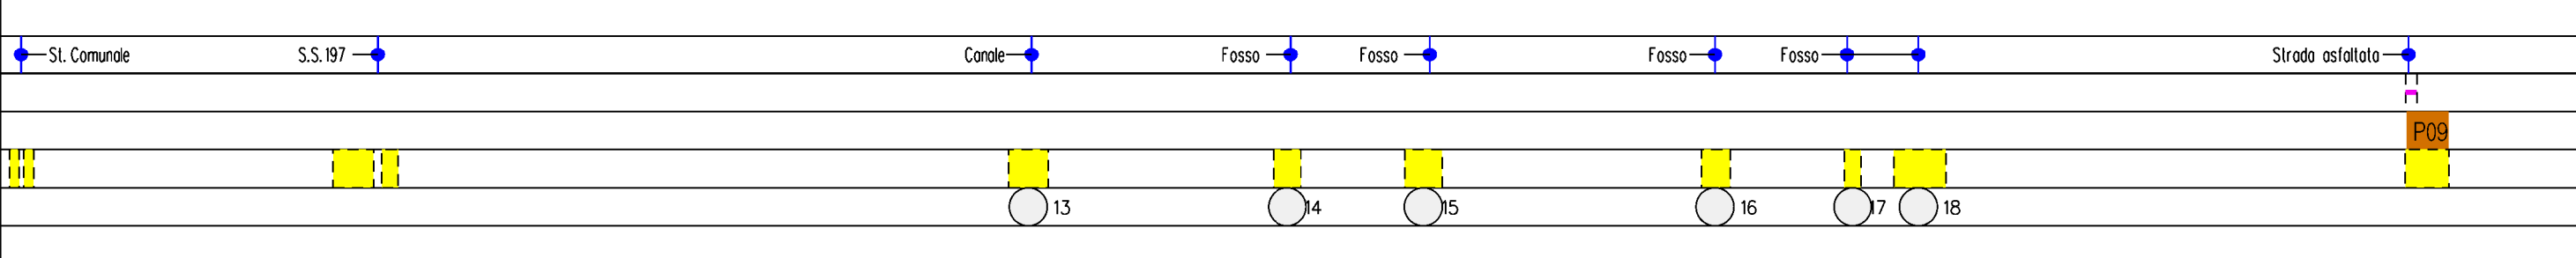 St. Comunale S.S. 197 Canale Fosso Fosso Fosso Fosso Strada asfaltata
P09
13 14 15 16 17 18